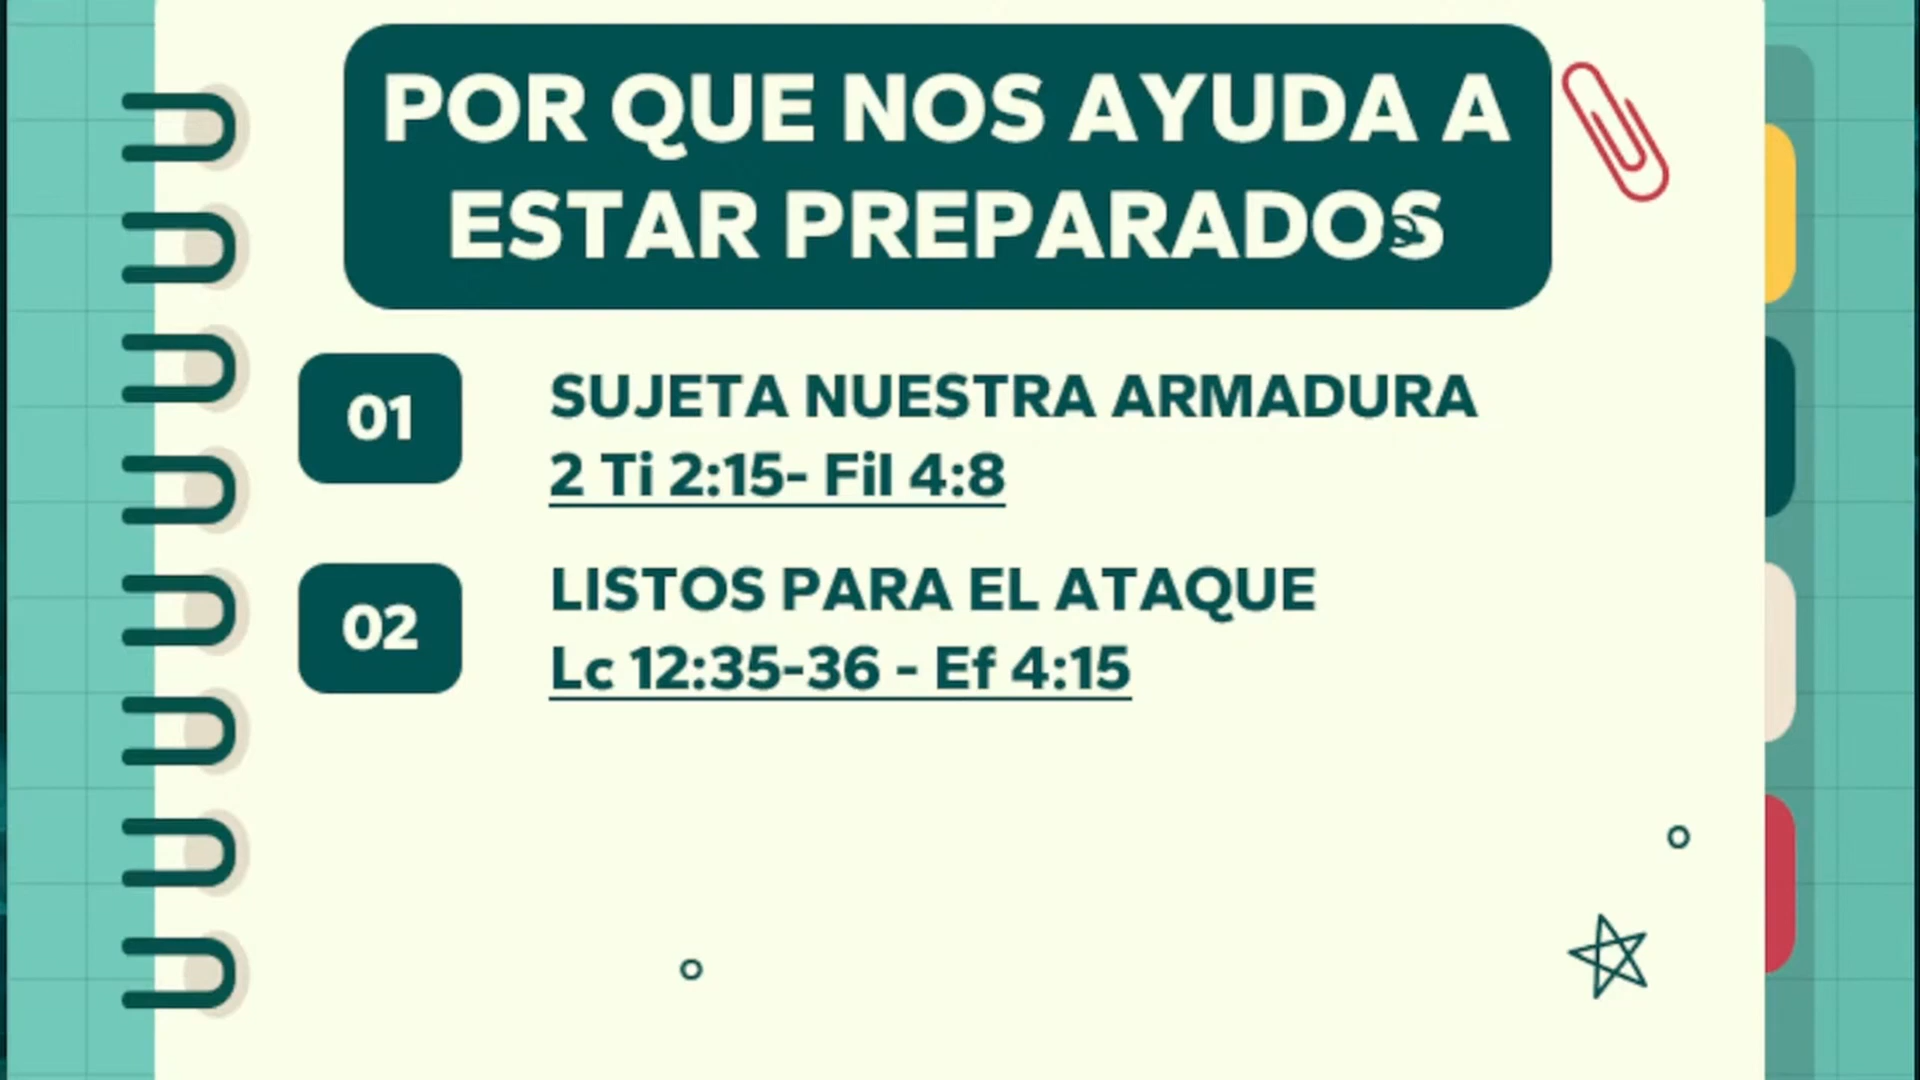 POR QUE NOS AYUDA A
ESTAR PREPARADOS
01
SUJETA NUESTRA ARMADURA
2 Ti 2:15- Fil 4:8
02
LISTOS PARA EL ATAQUE
Lc 12:35-36 - Ef 4:15